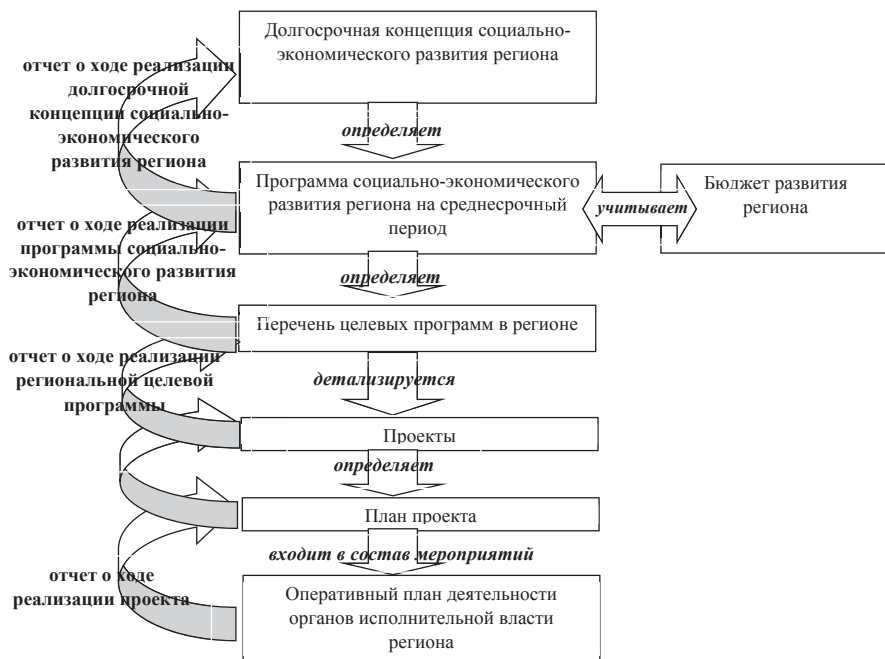 Долгосрочная концепция социально-
экономического развития региона
отчет о ходе реализации
долгосрочной
концепции социально-
экономического
развития региона
определяет
Программа социально-экономического
развития региона на среднесрочный
период
учитывает
Бюджет развития
региона
отчет о ходе реализации
программы социально-
экономического развития
региона
определяет
Перечень целевых программ в регионе
отчет о ходе реализации
региональной целевой
программы
детализируется
Проекты
определяет
План проекта
входит в состав мероприятий
отчет о ходе
реализации проекта
Оперативный план деятельности
органов исполнительной власти
региона